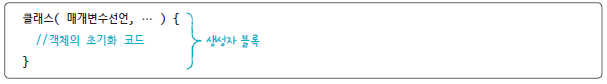 클래스( 매개변수선언, … ) {
//객체의 초기화 코드
생성자 블록
}